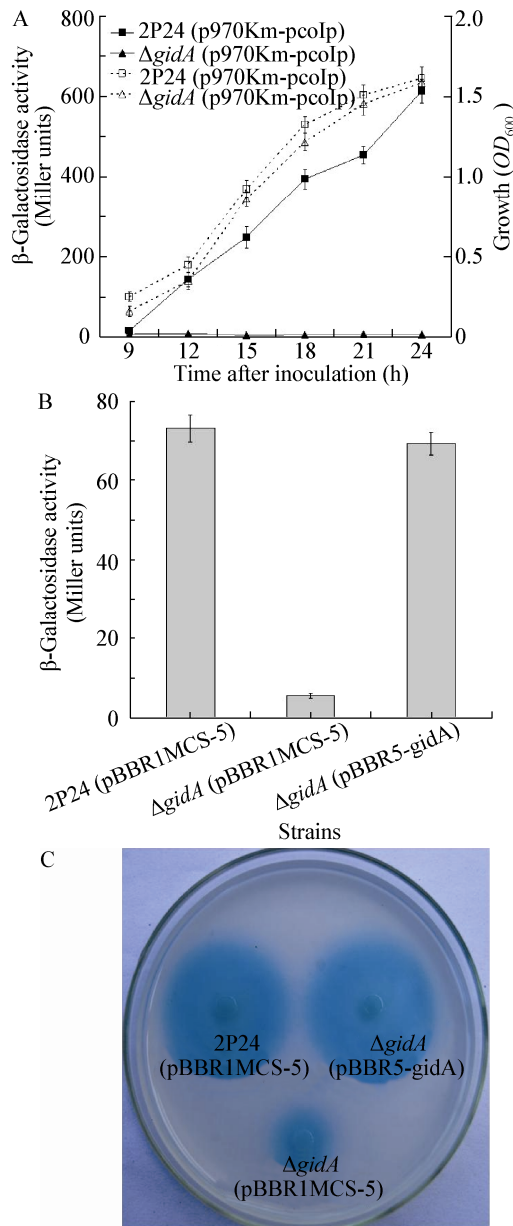 A
800
600
400
200
0
β-Galactosidase activity
(Miller units)
2P24 (p970Km-pcoIp)
ΔgidA (p970Km-pcoIp)
2P24 (p970Km-pcoIp)
ΔgidA (p970Km-pcoIp)
2.0
1.5
1.0
0.5
0
Growth (OD600)
9 12 15 18 21 24
Time after inoculation (h)
B
80
60
40
20
0
β-Galactosidase activity
(Miller units)
2P24 (pBBR1MCS-5)
ΔgidA (pBBR1MCS-5)
ΔgidA (pBBR5-gidA)
Strains
C
2P24
(pBBR1MCS-5)
ΔgidA
(pBBR5-gidA)
ΔgidA
(pBBR1MCS-5)